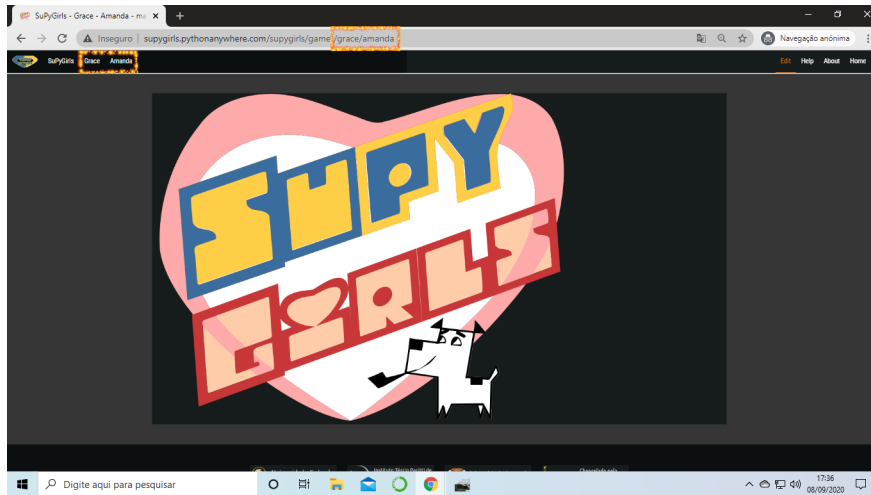 SuPyGirls - Grace - Amanda - ma
Inseguro | supygirls.pythonanywhere.com/supygirls/game/grace/amanda
Navegação anónima
SuPyGirls Grace Amanda
Edit Help About Home
SUPY
GIRLS
Digite aqui para pesquisar
17:36
08/09/2020